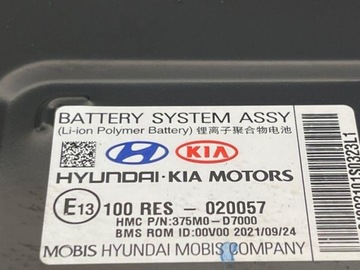 BATTERY SYSTEM ASSY
(Li-ion Polymer Battery) 锂离子聚合物电池
KIA
HYUNDAI · KIA MOTORS
E13 100 RES - 020057
HMC P/N:375M0-D7000
BMS ROM ID:00V00 2021/09/24
MOBIS HYUNDAI MOBIS COMPANY